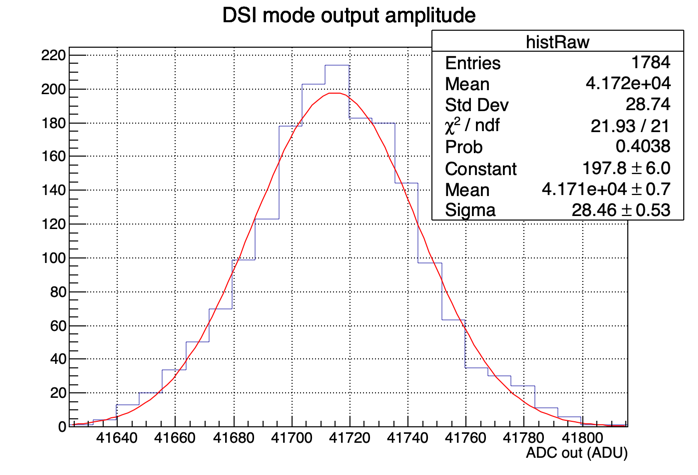 DSI mode output amplitude
histRaw
Entries 1784
Mean 4.172e+04
Std Dev 28.74
χ² / ndf 21.93 / 21
Prob 0.4038
Constant 197.8 ± 6.0
Mean 4.171e+04 ± 0.7
Sigma 28.46 ± 0.53
220
200
180
160
140
120
100
80
60
40
20
0
41640 41660 41680 41700 41720 41740 41760 41780 41800
ADC out (ADU)